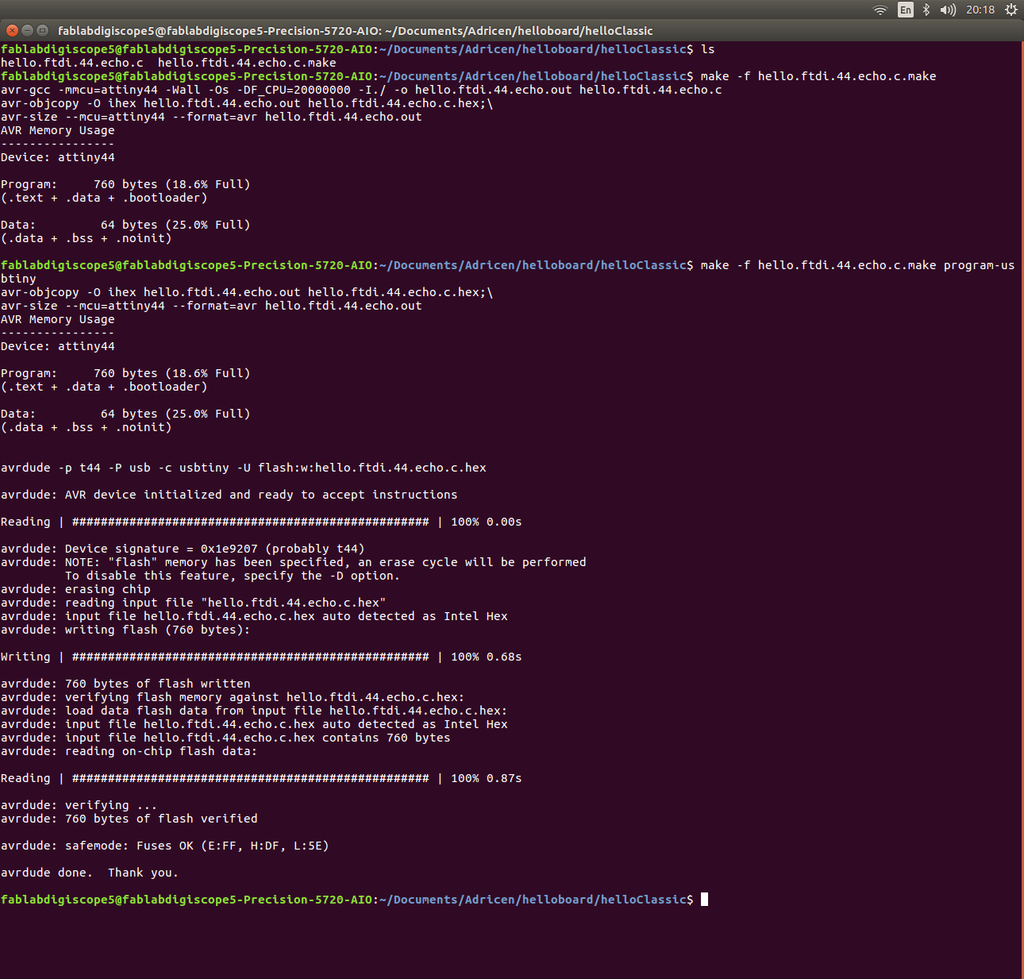 En 20:18
fablabdigiscope5@fablabdigiscope5-Precision-5720-AIO: ~/Documents/Adricen/helloboard/helloClassic
fablabdigiscope5@fablabdigiscope5-Precision-5720-AIO:~/Documents/Adricen/helloboard/helloClassic$ ls
hello.ftdi.44.echo.c  hello.ftdi.44.echo.c.make
fablabdigiscope5@fablabdigiscope5-Precision-5720-AIO:~/Documents/Adricen/helloboard/helloClassic$ make -f hello.ftdi.44.echo.c.make
avr-gcc -mmcu=attiny44 -Wall -Os -DF_CPU=20000000 -I./ -o hello.ftdi.44.echo.out hello.ftdi.44.echo.c
avr-objcopy -O ihex hello.ftdi.44.echo.out hello.ftdi.44.echo.c.hex;\
avr-size --mcu=attiny44 --format=avr hello.ftdi.44.echo.out
AVR Memory Usage
----------------
Device: attiny44
Program:     760 bytes (18.6% Full)
(.text + .data + .bootloader)
Data:         64 bytes (25.0% Full)
(.data + .bss + .noinit)
fablabdigiscope5@fablabdigiscope5-Precision-5720-AIO:~/Documents/Adricen/helloboard/helloClassic$ make -f hello.ftdi.44.echo.c.make program-us
btiny
avr-objcopy -O ihex hello.ftdi.44.echo.out hello.ftdi.44.echo.c.hex;\
avr-size --mcu=attiny44 --format=avr hello.ftdi.44.echo.out
AVR Memory Usage
----------------
Device: attiny44
Program:     760 bytes (18.6% Full)
(.text + .data + .bootloader)
Data:         64 bytes (25.0% Full)
(.data + .bss + .noinit)
avrdude -p t44 -P usb -c usbtiny -U flash:w:hello.ftdi.44.echo.c.hex
avrdude: AVR device initialized and ready to accept instructions
Reading | ################################################## | 100% 0.00s
avrdude: Device signature = 0x1e9207 (probably t44)
avrdude: NOTE: "flash" memory has been specified, an erase cycle will be performed
         To disable this feature, specify the -D option.
avrdude: erasing chip
avrdude: reading input file "hello.ftdi.44.echo.c.hex"
avrdude: input file hello.ftdi.44.echo.c.hex auto detected as Intel Hex
avrdude: writing flash (760 bytes):
Writing | ################################################## | 100% 0.68s
avrdude: 760 bytes of flash written
avrdude: verifying flash memory against hello.ftdi.44.echo.c.hex:
avrdude: load data flash data from input file hello.ftdi.44.echo.c.hex:
avrdude: input file hello.ftdi.44.echo.c.hex auto detected as Intel Hex
avrdude: input file hello.ftdi.44.echo.c.hex contains 760 bytes
avrdude: reading on-chip flash data:
Reading | ################################################## | 100% 0.87s
avrdude: verifying ...
avrdude: 760 bytes of flash verified
avrdude: safemode: Fuses OK (E:FF, H:DF, L:5E)
avrdude done.  Thank you.
fablabdigiscope5@fablabdigiscope5-Precision-5720-AIO:~/Documents/Adricen/helloboard/helloClassic$